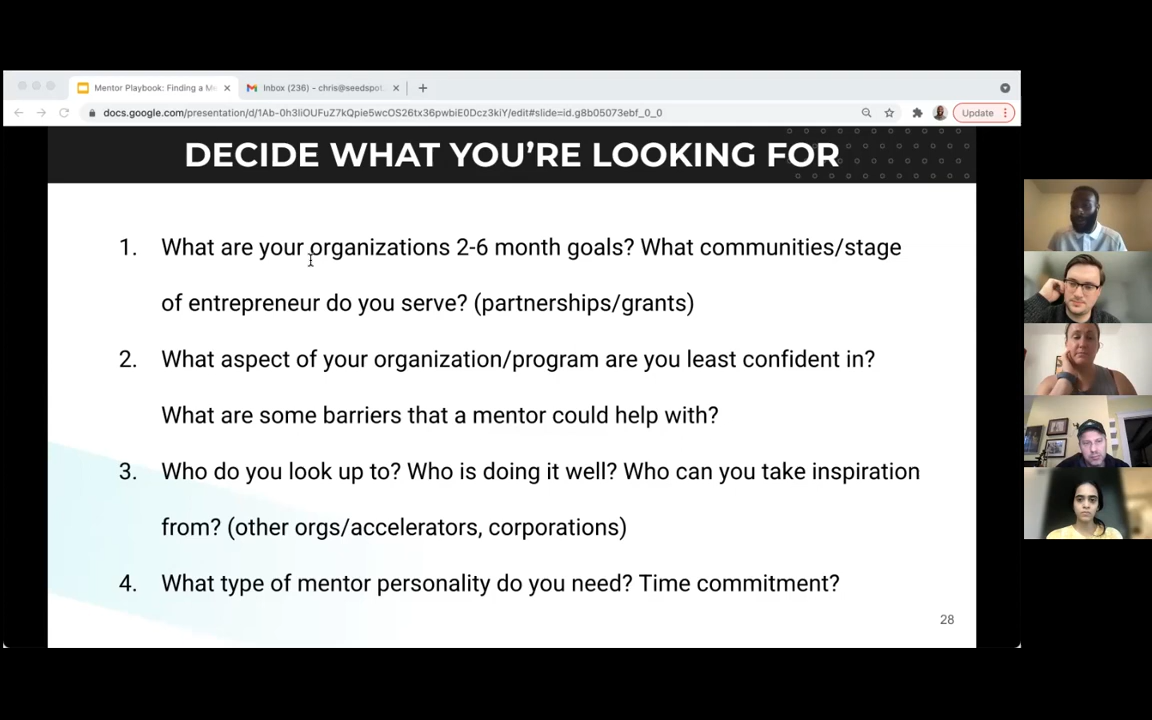 Mentor Playbook: Finding a Me
Inbox (236) - chris@seedspot.
docs.google.com/presentation/d/1Ab-0h3IiOUFuZ7kQpie5wcOS26tx36pwbiE0Dcz3kiY/edit#slide=id.g8b05073ebf_0_0
Update
DECIDE WHAT YOU'RE LOOKING FOR
1. What are your organizations 2-6 month goals? What communities/stage
of entrepreneur do you serve? (partnerships/grants)
2. What aspect of your organization/program are you least confident in?
What are some barriers that a mentor could help with?
3. Who do you look up to? Who is doing it well? Who can you take inspiration
from? (other orgs/accelerators, corporations)
4. What type of mentor personality do you need? Time commitment?
28